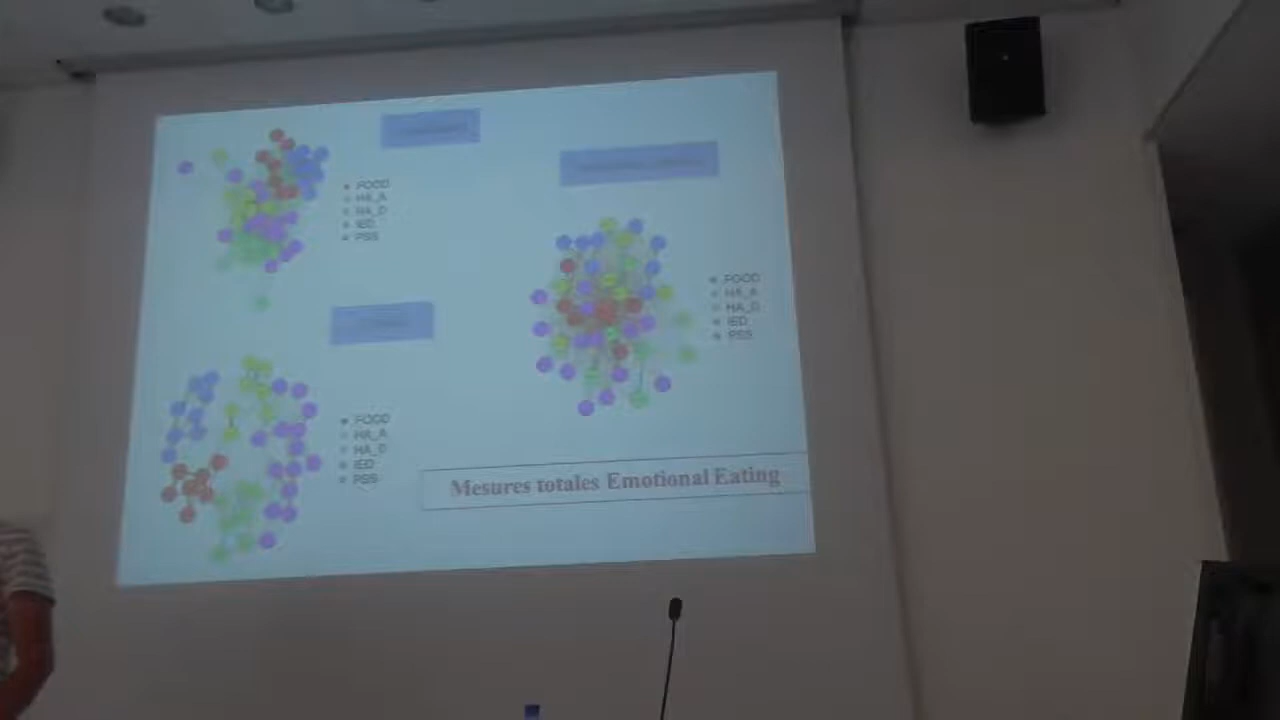 FOOD
HA_A
HA_D
IED
PSS
FOOD
HA_A
HA_D
IED
PSS
FOOD
HA_A
HA_D
IED
PSS
Mesures totales Emotional Eating